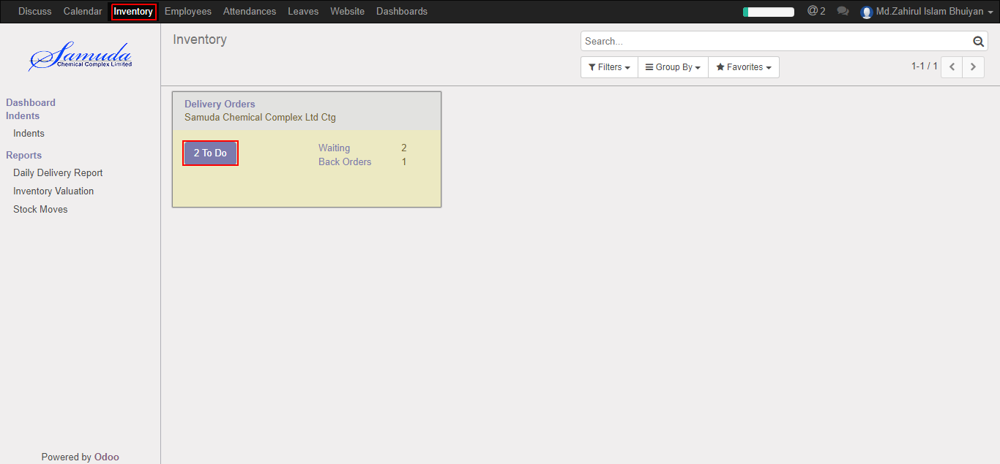 Discuss Calendar Inventory Employees Attendances Leaves Website Dashboards @ 2 Md.Zahirul Islam Bhuiyan
Samuda
Chemical Complex Limited
Inventory
Search...
Filters Group By Favorites 1-1 / 1
Dashboard
Indents
Indents
Reports
Daily Delivery Report
Inventory Valuation
Stock Moves
Delivery Orders
Samuda Chemical Complex Ltd Ctg
2 To Do
Waiting 2
Back Orders 1
Powered by Odoo